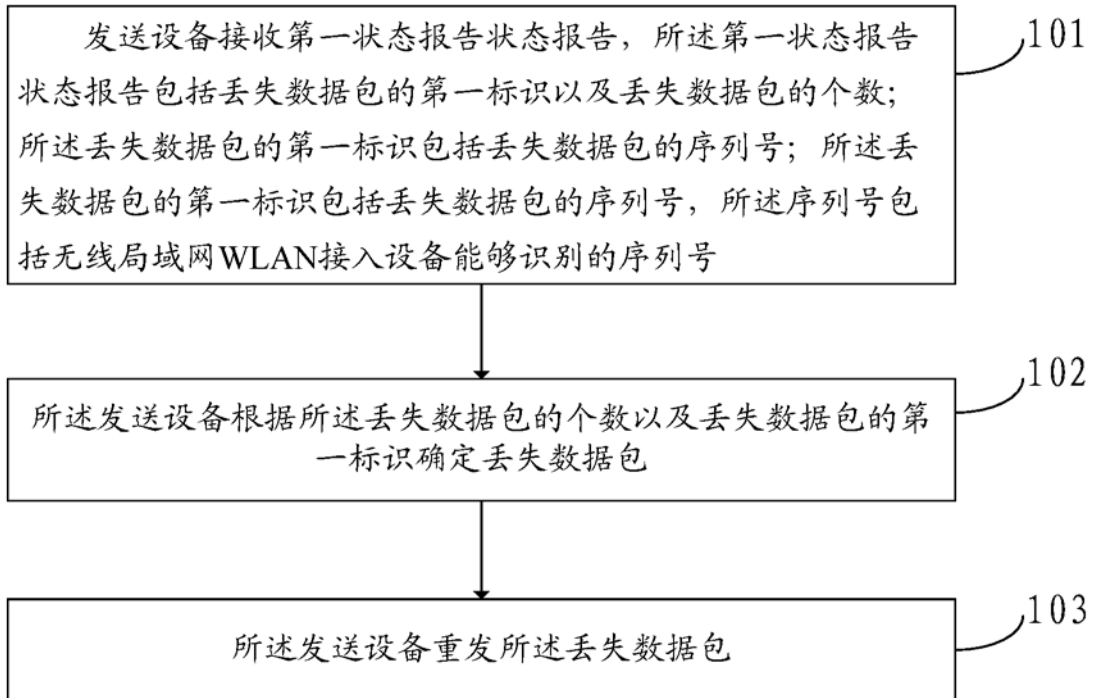 发送设备接收第一状态报告状态报告，所述第一状态报告
101
状态报告包括丢失数据包的第一标识以及丢失数据包的个数；
所述丢失数据包的第一标识包括丢失数据包的序列号；所述丢
失数据包的第一标识包括丢失数据包的序列号，所述序列号包
括无线局域网WLAN接入设备能够识别的序列号
102
所述发送设备根据所述丢失数据包的个数以及丢失数据包的第
一标识确定丢失数据包
103
所述发送设备重发所述丢失数据包